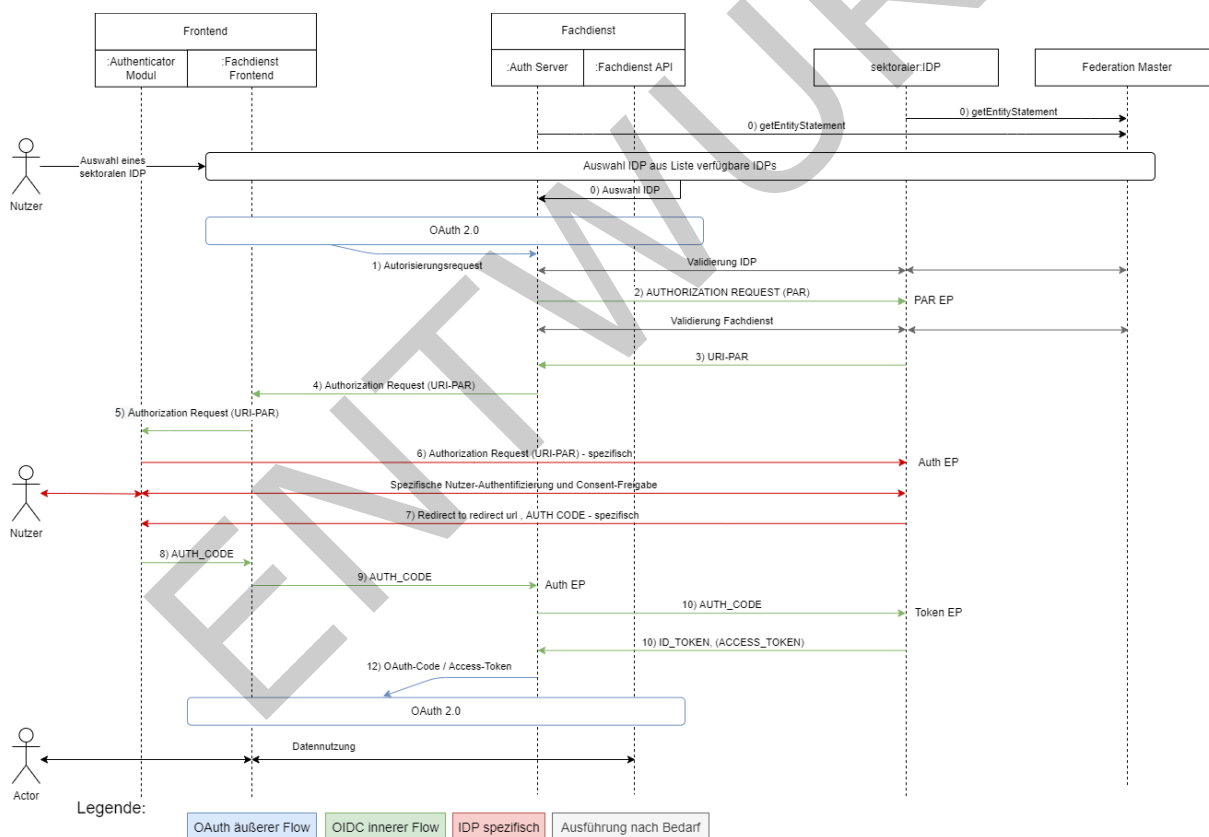 Frontend
Fachdienst
:Authenticator
Modul
:Fachdienst
Frontend
:Auth Server
:Fachdienst API
sektoraler:IDP
Federation Master
0) getEntityStatement
0) getEntityStatement
Auswahl eines
sektoralen IDP
Auswahl IDP aus Liste verfügbare IDPs
0) Auswahl IDP
Nutzer
OAuth 2.0
1) Autorisierungsrequest
Validierung IDP
2) AUTHORIZATION REQUEST (PAR)
PAR EP
Validierung Fachdienst
3) URI-PAR
4) Authorization Request (URI-PAR)
5) Authorization Request (URI-PAR)
6) Authorization Request (URI-PAR) - spezifisch
Auth EP
Spezifische Nutzer-Authentifizierung und Consent-Freigabe
Nutzer
7) Redirect to redirect url , AUTH CODE - spezifisch
8) AUTH_CODE
9) AUTH_CODE
Auth EP
10) AUTH_CODE
Token EP
10) ID_TOKEN, (ACCESS_TOKEN)
12) OAuth-Code / Access-Token
OAuth 2.0
Datennutzung
Actor
Legende:
OAuth äußerer Flow
OIDC innerer Flow
IDP spezifisch
Ausführung nach Bedarf
ENTWUR